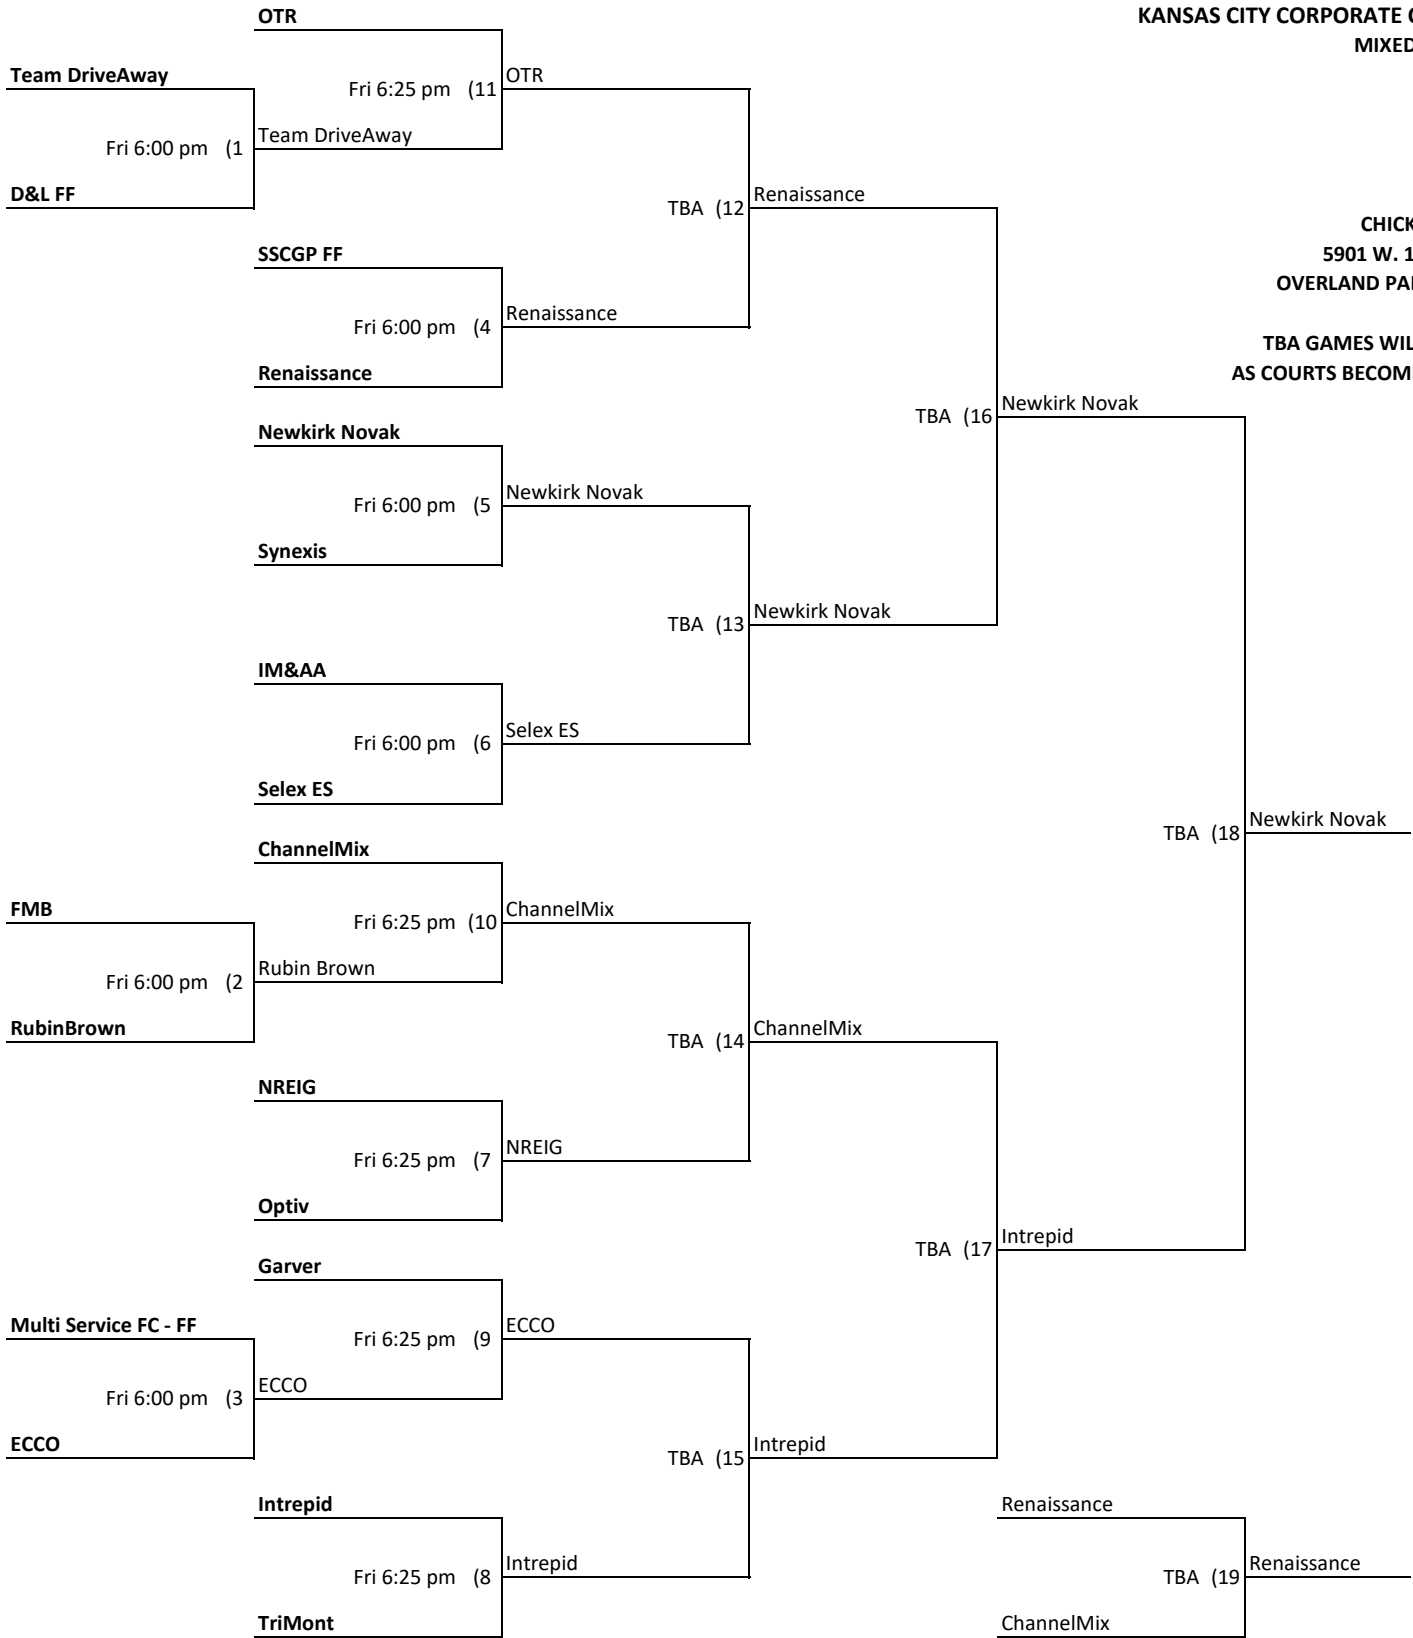 OTR
KANSAS CITY CORPORATE
MIXED
Team DriveAway
OTR
Fri 6:25 pm (11
Team DriveAway
Fri 6:00 pm (1
D&L FF
Renaissance
TBA (12
CHICK
SSCGP FF
5901 W. 1
OVERLAND PA
Renaissance
Fri 6:00 pm (4
TBA GAMES WIL
Renaissance
AS COURTS BECOM
Newkirk Novak
TBA (16
Newkirk Novak
Newkirk Novak
Fri 6:00 pm (5
Synexis
Newkirk Novak
TBA (13
IM&AA
Selex ES
Fri 6:00 pm (6
Selex ES
Newkirk Novak
TBA (18
ChannelMix
FMB
ChannelMix
Fri 6:25 pm (10
Rubin Brown
Fri 6:00 pm (2
RubinBrown
ChannelMix
TBA (14
NREIG
NREIG
Fri 6:25 pm (7
Optiv
Intrepid
TBA (17
Garver
Multi Service FC - FF
ECCO
Fri 6:25 pm (9
ECCO
Fri 6:00 pm (3
ECCO
Intrepid
TBA (15
Intrepid
Renaissance
Intrepid
Fri 6:25 pm (8
Renaissance
TBA (19
TriMont
ChannelMix